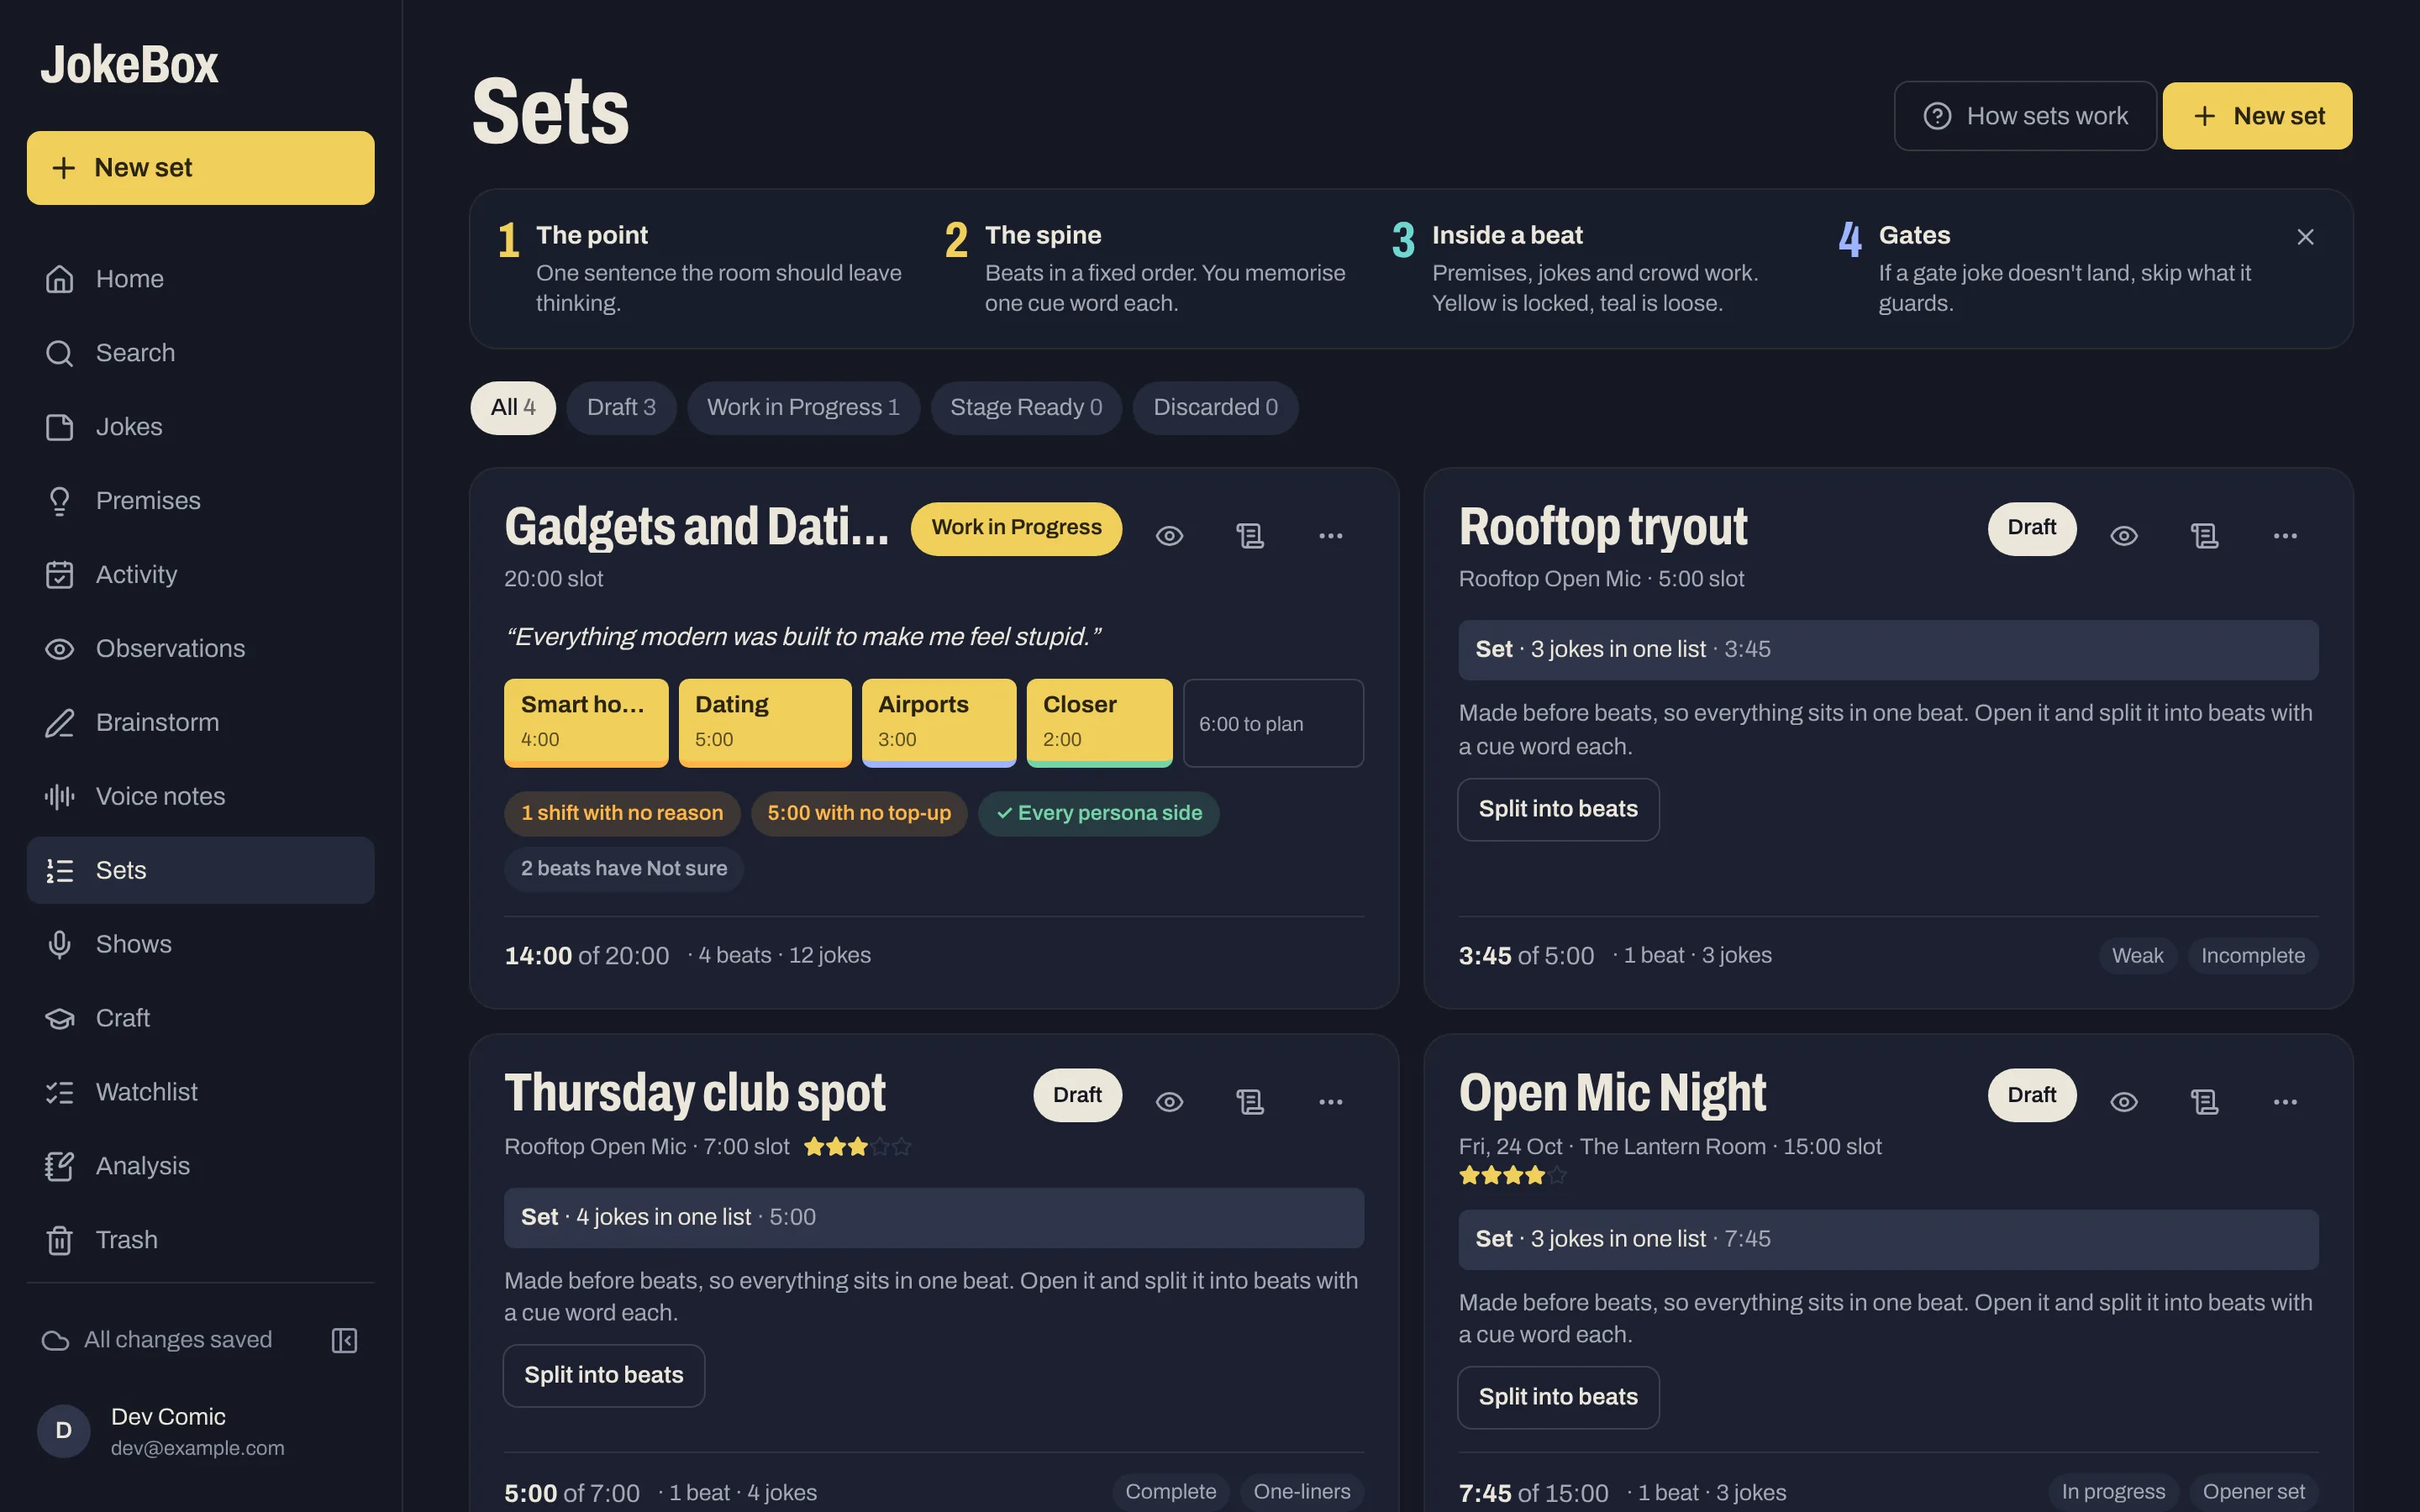 JokeBox
New set
Home
Search
Jokes
Premises
Activity
Observations
Brainstorm
Voice notes
Sets
Shows
Craft
Watchlist
Analysis
Trash
All changes saved
D
Dev Comic
dev@example.com
Sets
How sets work
New set
1 The point
One sentence the room should leave
thinking.
2 The spine
Beats in a fixed order. You memorise
one cue word each.
3 Inside a beat
Premises, jokes and crowd work.
Yellow is locked, teal is loose.
4 Gates
If a gate joke doesn't land, skip what it
guards.
All 4
Draft 3
Work in Progress 1
Stage Ready 0
Discarded 0
Gadgets and Dati...
Work in Progress
20:00 slot
“Everything modern was built to make me feel stupid.”
Smart ho...
4:00
Dating
5:00
Airports
3:00
Closer
2:00
6:00 to plan
1 shift with no reason
5:00 with no top-up
Every persona side
2 beats have Not sure
14:00 of 20:00 · 4 beats · 12 jokes
Rooftop tryout
Draft
Rooftop Open Mic · 5:00 slot
Set · 3 jokes in one list · 3:45
Made before beats, so everything sits in one beat. Open it and split it into beats with
a cue word each.
Split into beats
3:45 of 5:00 · 1 beat · 3 jokes
Weak
Incomplete
Thursday club spot
Draft
Rooftop Open Mic · 7:00 slot
Set · 4 jokes in one list · 5:00
Made before beats, so everything sits in one beat. Open it and split it into beats with
a cue word each.
Split into beats
5:00 of 7:00 · 1 beat · 4 jokes
Complete
One-liners
Open Mic Night
Draft
Fri, 24 Oct · The Lantern Room · 15:00 slot
Set · 3 jokes in one list · 7:45
Made before beats, so everything sits in one beat. Open it and split it into beats with
a cue word each.
Split into beats
7:45 of 15:00 · 1 beat · 3 jokes
In progress
Opener set